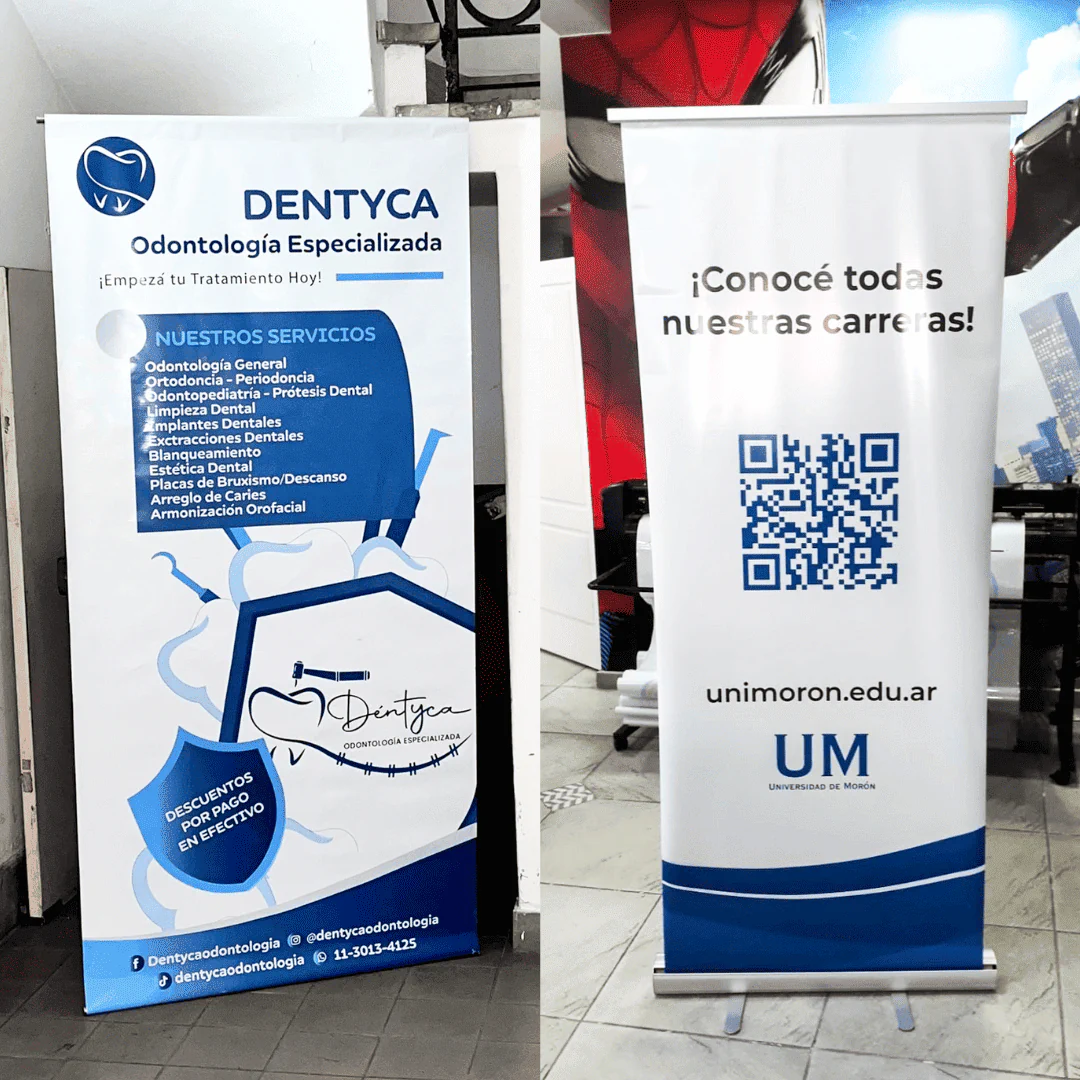 DENTYCA
Odontología Especializada
¡Empezá tu Tratamiento Hoy!
NUESTROS SERVICIOS
Odontología General
Ortodoncia - Periodoncia
Odontopediatría - Prótesis Dental
Limpieza Dental
Implantes Dentales
Exctracciones Dentales
Blanqueamiento
Estética Dental
Placas de Bruxismo/Descanso
Arreglo de Caries
Armonización Orofacial
Déntyca
ODONTOLOGÍA ESPECIALIZADA
DESCUENTOS
POR PAGO
EN EFECTIVO
Dentycaodontologia @dentycaodontologia
dentycaodontologia 11-3013-4125
¡Conocé todas
nuestras carreras!
unimoron.edu.ar
UM
UNIVERSIDAD DE MORÓN